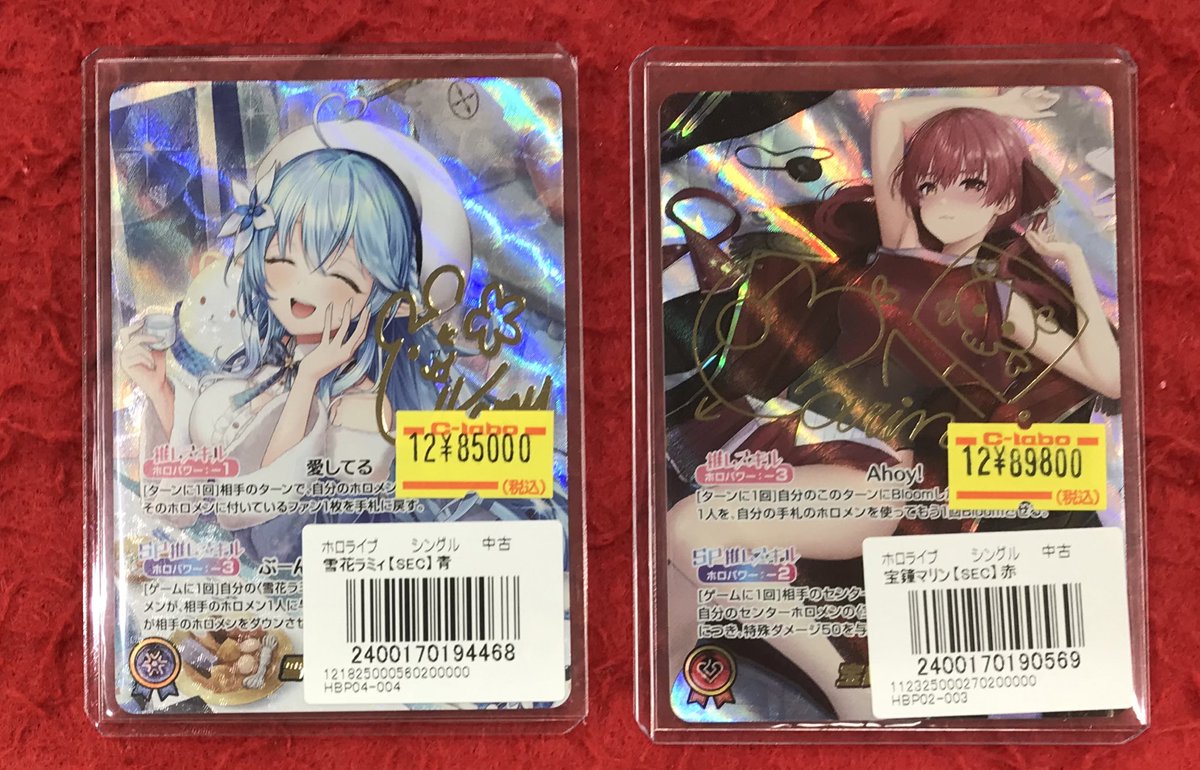 C-labo
12¥85000
(税込)
推しスキル
ホロパワー:-1
愛してる
[ターンに1回]相手のターンで、自分のホロメン
そのホロメンに付いているファン1枚を手札に戻す。
SP推しスキル
ホロパワー:-3
ぶーん
[ゲームに1回]自分の〈雪花ラ
メンが、相手のホロメン1人に与
が相手のホロメンをダウンさせ
ホロライブ シングル 中古
雪花ラミィ【SEC】青
2400170194468
121825000560200000
HBP04-004
C-labo
12¥89800
(税込)
推しスキル
ホロパワー:-3
Ahoy!
[ターンに1回]自分のこのターンにBloomし
1人を、自分の手札のホロメンを使ってもう1回Bloomさせる。
SP推しスキル
ホロパワー:-2
[ゲームに1回]相手のセンター
自分のセンターホロメンの
につき、特殊ダメージ50を与
ホロライブ シングル 中古
宝鐘マリン【SEC】赤
2400170190569
112325000270200000
HBP02-003